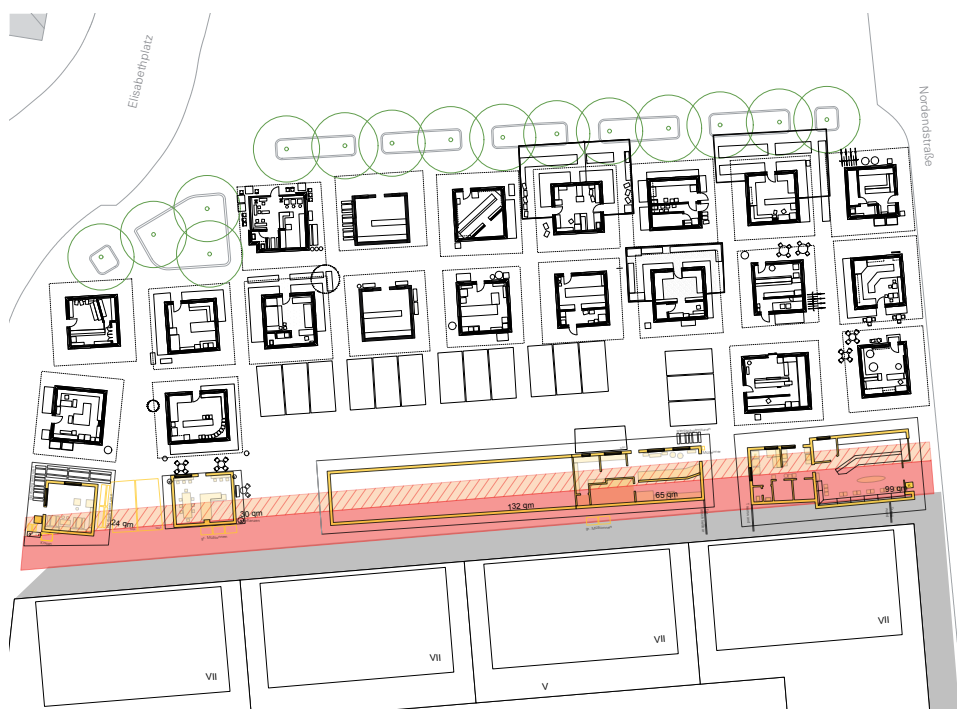 Elisabethplatz
Nordendstraße
24 qm
30 qm
132 qm
65 qm
99 qm
VII
VII
VII
VII
V